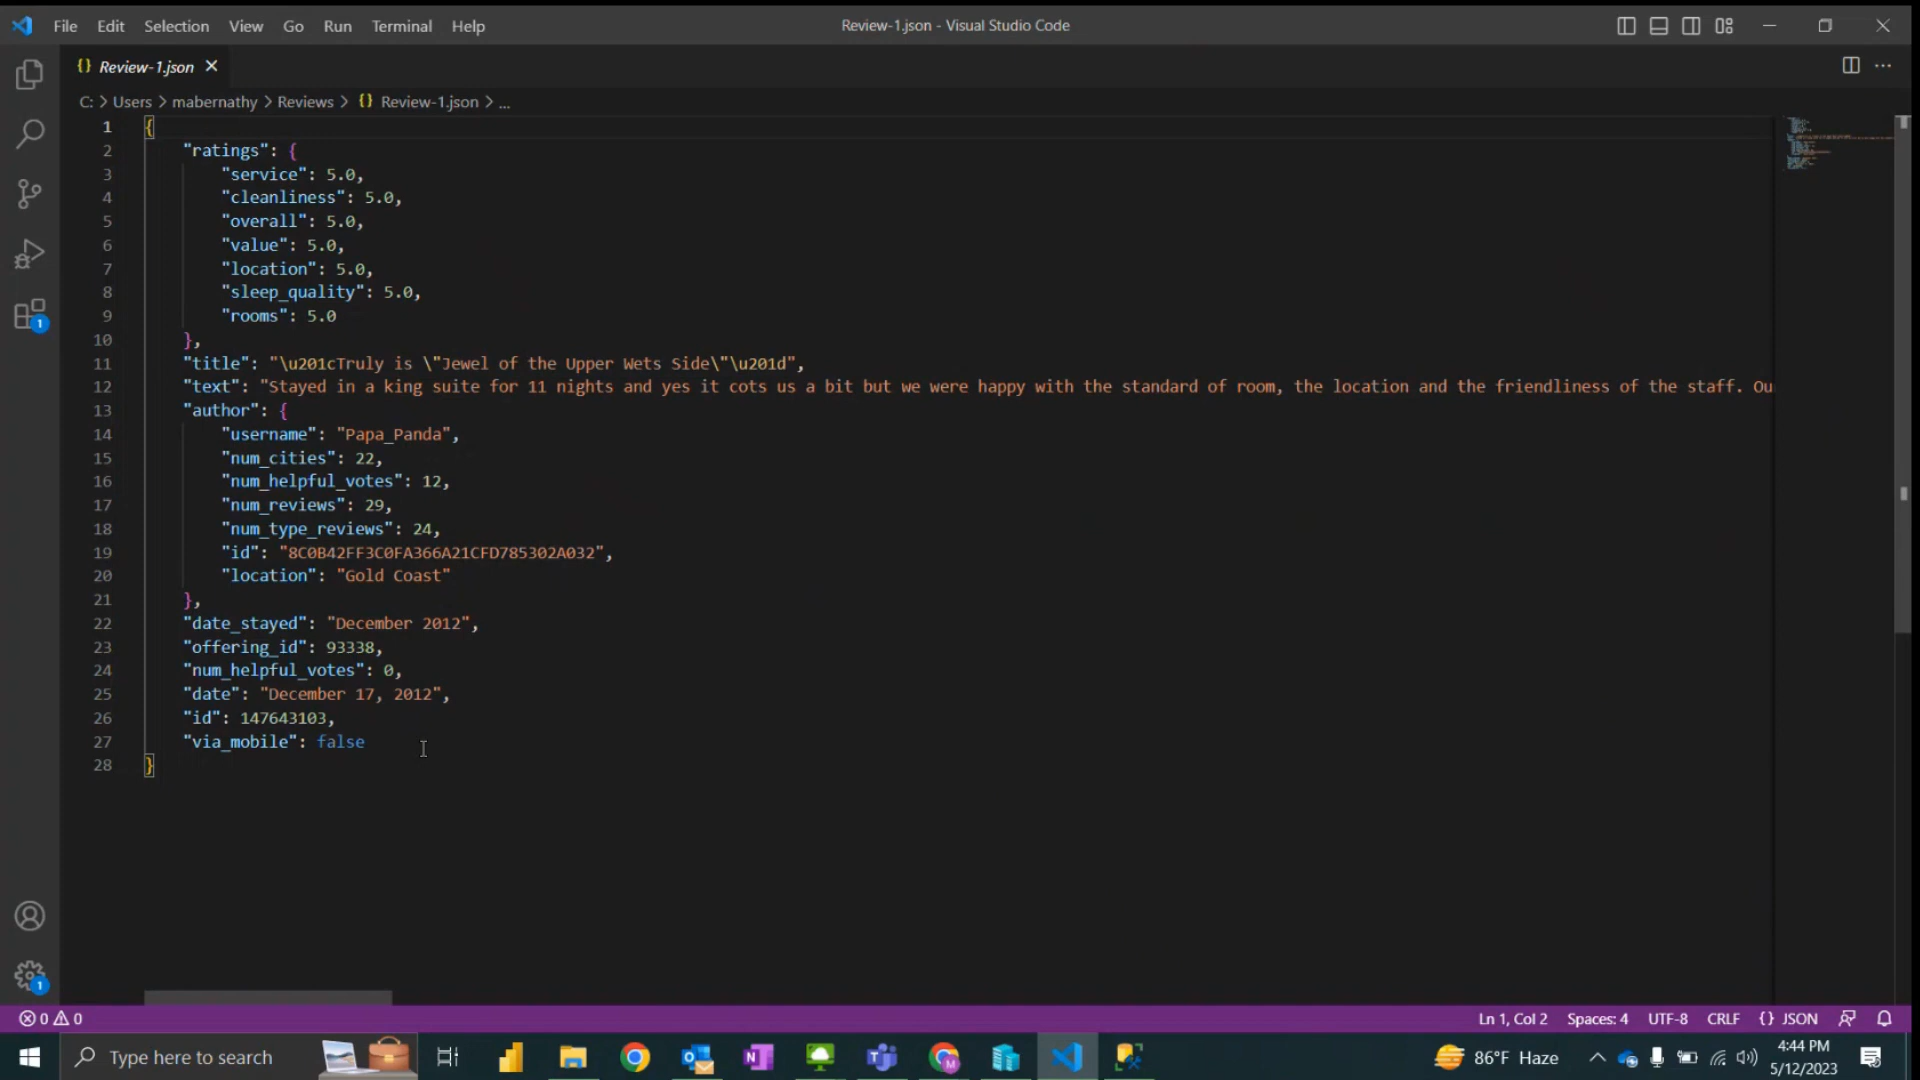 File Edit Selection View Go Run Terminal Help Review-1.json - Visual Studio Code
{} Review-1.json ×
C: > Users > mabernathy > Reviews > {} Review-1.json > ...
1 {
2 "ratings": {
3 "service": 5.0,
4 "cleanliness": 5.0,
5 "overall": 5.0,
6 "value": 5.0,
7 "location": 5.0,
8 "sleep_quality": 5.0,
9 "rooms": 5.0
10 },
11 "title": "\u201cTruly is \"Jewel of the Upper Wets Side\"\u201d",
12 "text": "Stayed in a king suite for 11 nights and yes it cots us a bit but we were happy with the standard of room, the location and the friendliness of the staff. Ou
13 "author": {
14 "username": "Papa_Panda",
15 "num_cities": 22,
16 "num_helpful_votes": 12,
17 "num_reviews": 29,
18 "num_type_reviews": 24,
19 "id": "8C0B42FF3C0FA366A21CFD785302A032",
20 "location": "Gold Coast"
21 },
22 "date_stayed": "December 2012",
23 "offering_id": 93338,
24 "num_helpful_votes": 0,
25 "date": "December 17, 2012",
26 "id": 147643103,
27 "via_mobile": false
28 }
1
1
0 0 Ln 1, Col 2 Spaces: 4 UTF-8 CRLF {} JSON
Type here to search 86°F Haze 4:44 PM
5/12/2023